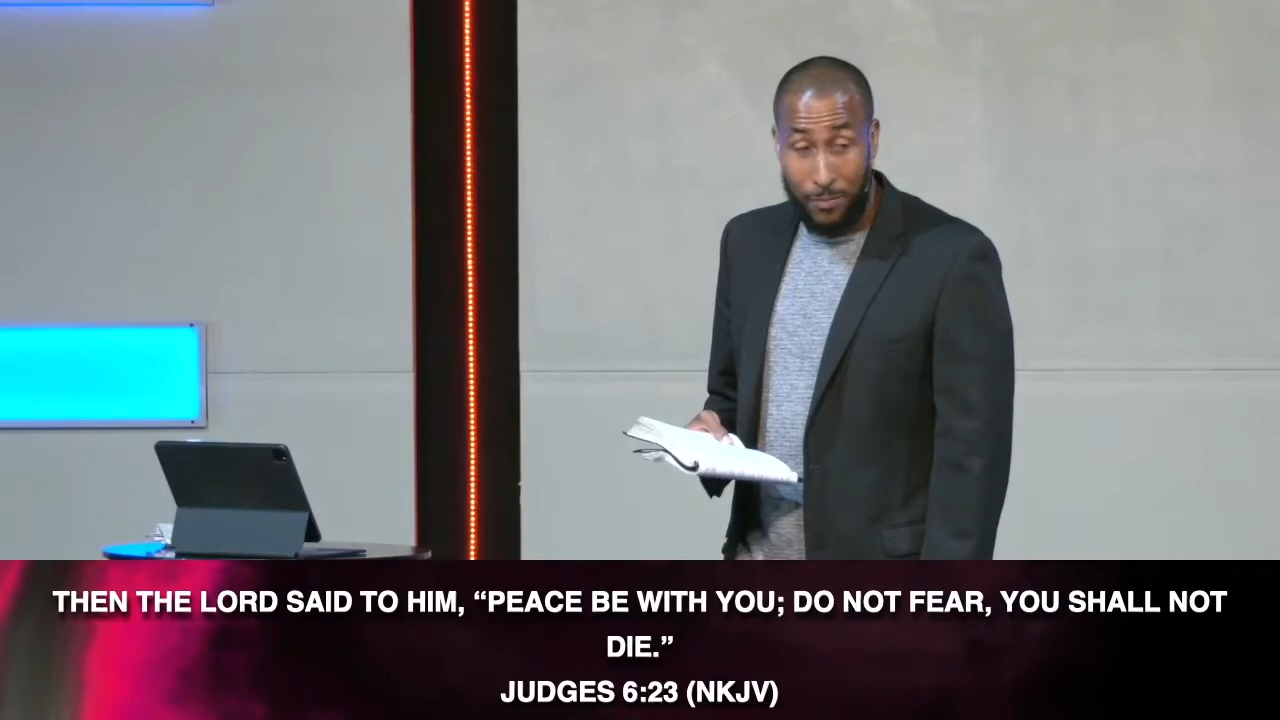 THEN THE LORD SAID TO HIM, “PEACE BE WITH YOU; DO NOT FEAR, YOU SHALL NOT
DIE.”
JUDGES 6:23 (NKJV)